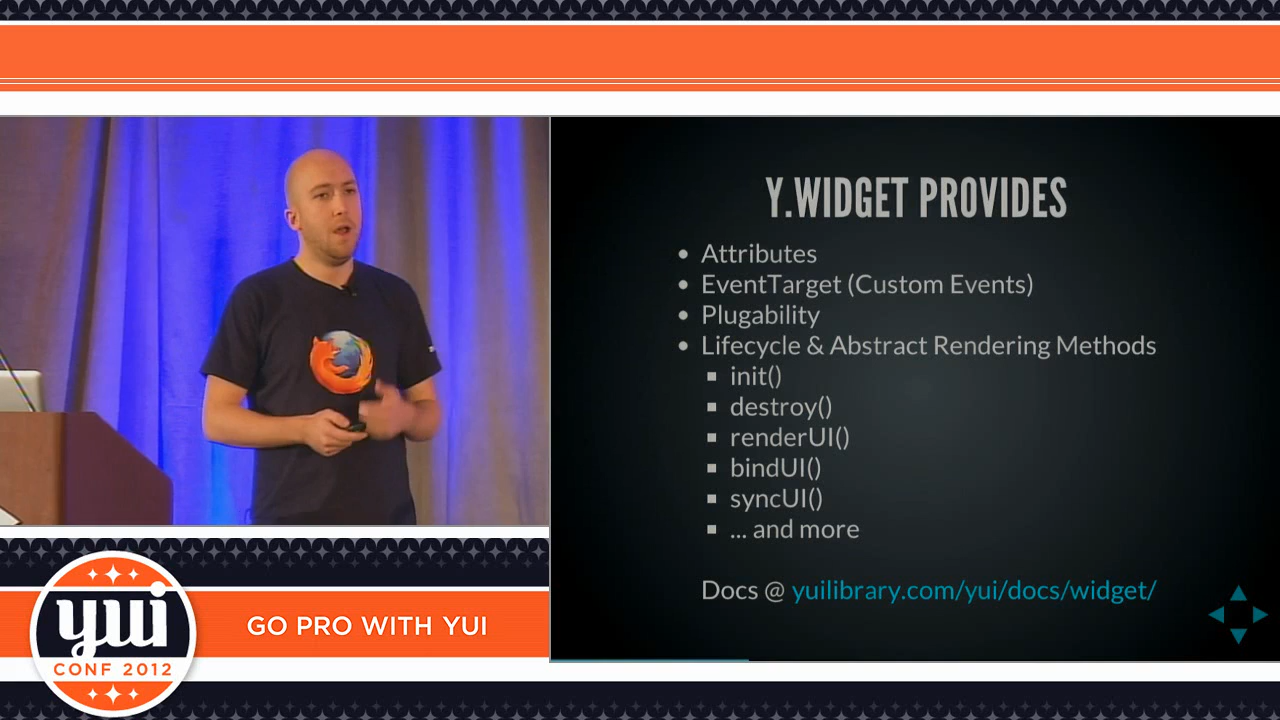 Y.WIDGET PROVIDES
• Attributes
• EventTarget (Custom Events)
• Plugability
• Lifecycle & Abstract Rendering Methods
▪ init()
▪ destroy()
▪ renderUI()
▪ bindUI()
▪ syncUI()
▪ ... and more
Docs @ yuilibrary.com/yui/docs/widget/
yui
CONF 2012
GO PRO WITH YUI